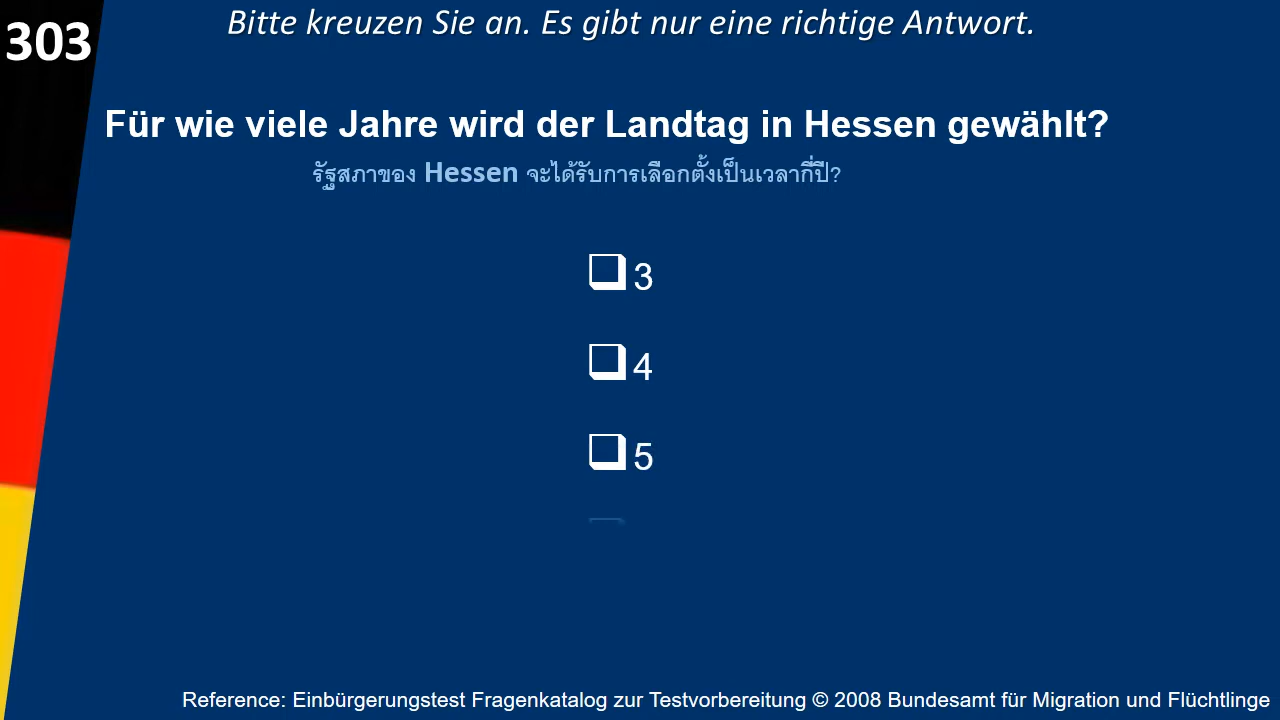 303
Bitte kreuzen Sie an. Es gibt nur eine richtige Antwort.
Für wie viele Jahre wird der Landtag in Hessen gewählt?
รัฐสภาของ Hessen จะได้รับการเลือกตั้งเป็นเวลากี่ปี?
❑ 3
❑ 4
❑ 5
Reference: Einbürgerungstest Fragenkatalog zur Testvorbereitung © 2008 Bundesamt für Migration und Flüchtlinge